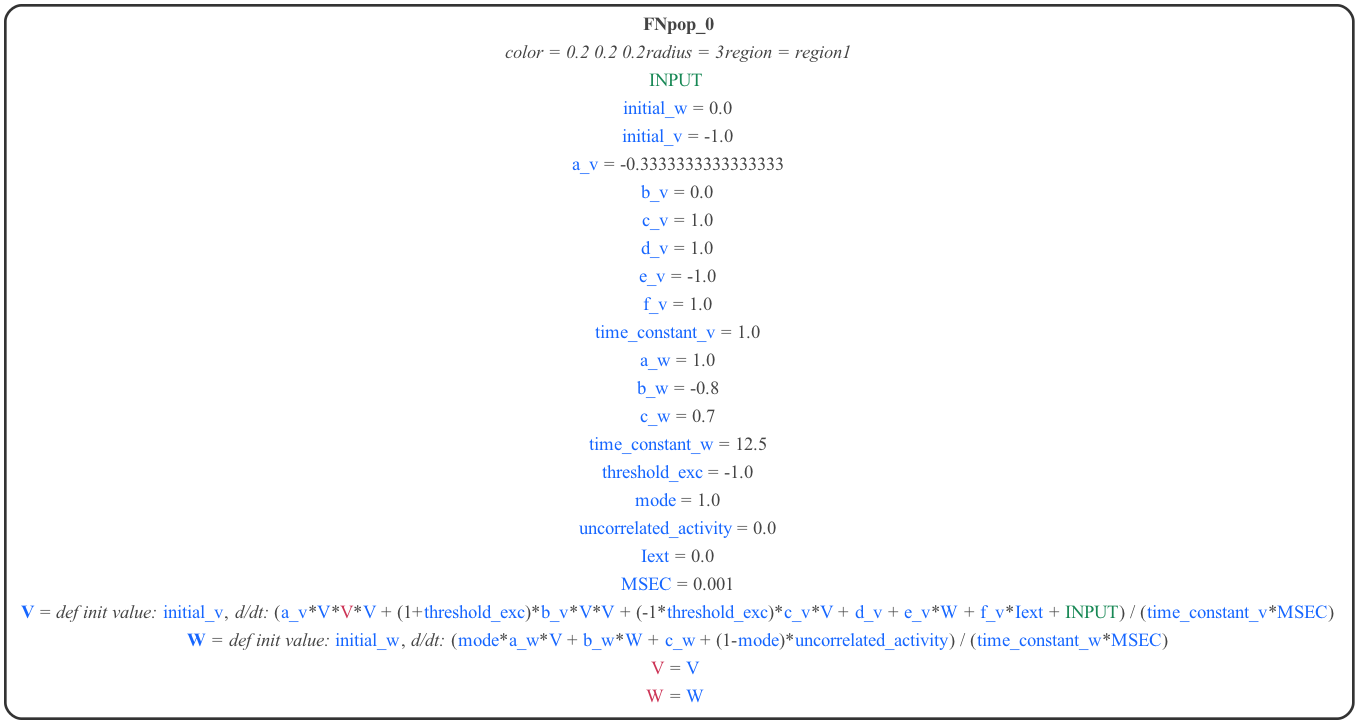 FNpop_0
color = 0.2 0.2 0.2radius = 3region = region1
INPUT
initial_w = 0.0
initial_v = -1.0
a_v = -0.3333333333333333
b_v = 0.0
c_v = 1.0
d_v = 1.0
e_v = -1.0
f_v = 1.0
time_constant_v = 1.0
a_w = 1.0
b_w = -0.8
c_w = 0.7
time_constant_w = 12.5
threshold_exc = -1.0
mode = 1.0
uncorrelated_activity = 0.0
Iext = 0.0
MSEC = 0.001
V = def init value: initial_v, d/dt: (a_v*V*V*V + (1+threshold_exc)*b_v*V*V + (-1*threshold_exc)*c_v*V + d_v + e_v*W + f_v*Iext + INPUT) / (time_constant_v*MSEC)
W = def init value: initial_w, d/dt: (mode*a_w*V + b_w*W + c_w + (1-mode)*uncorrelated_activity) / (time_constant_w*MSEC)
V = V
W = W